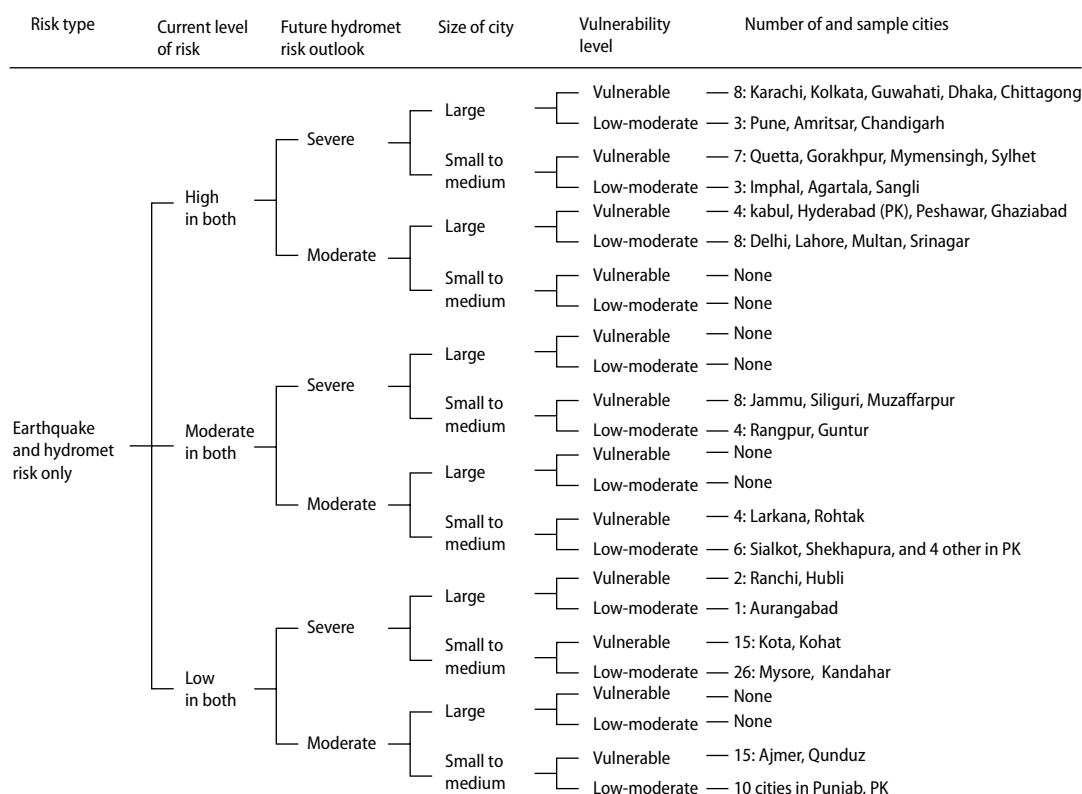 Risk type
Current level
of risk
Future hydromet
risk outlook
Size of city
Vulnerability
level
Number of and sample cities
Earthquake
and hydromet
risk only
High
in both
Severe
Large
Vulnerable
8: Karachi, Kolkata, Guwahati, Dhaka, Chittagong
Low-moderate
3: Pune, Amritsar, Chandigarh
Small to
medium
Vulnerable
7: Quetta, Gorakhpur, Mymensingh, Sylhet
Low-moderate
3: Imphal, Agartala, Sangli
Moderate
Large
Vulnerable
4: kabul, Hyderabad (PK), Peshawar, Ghaziabad
Low-moderate
8: Delhi, Lahore, Multan, Srinagar
Small to
medium
Vulnerable
None
Low-moderate
None
Moderate
in both
Severe
Large
Vulnerable
None
Low-moderate
None
Small to
medium
Vulnerable
8: Jammu, Siliguri, Muzaffarpur
Low-moderate
4: Rangpur, Guntur
Moderate
Large
Vulnerable
None
Low-moderate
None
Small to
medium
Vulnerable
4: Larkana, Rohtak
Low-moderate
6: Sialkot, Shekhapura, and 4 other in PK
Low
in both
Severe
Large
Vulnerable
2: Ranchi, Hubli
Low-moderate
1: Aurangabad
Small to
medium
Vulnerable
15: Kota, Kohat
Low-moderate
26: Mysore, Kandahar
Moderate
Large
Vulnerable
None
Low-moderate
None
Small to
medium
Vulnerable
15: Ajmer, Qunduz
Low-moderate
10 cities in Punjab, PK